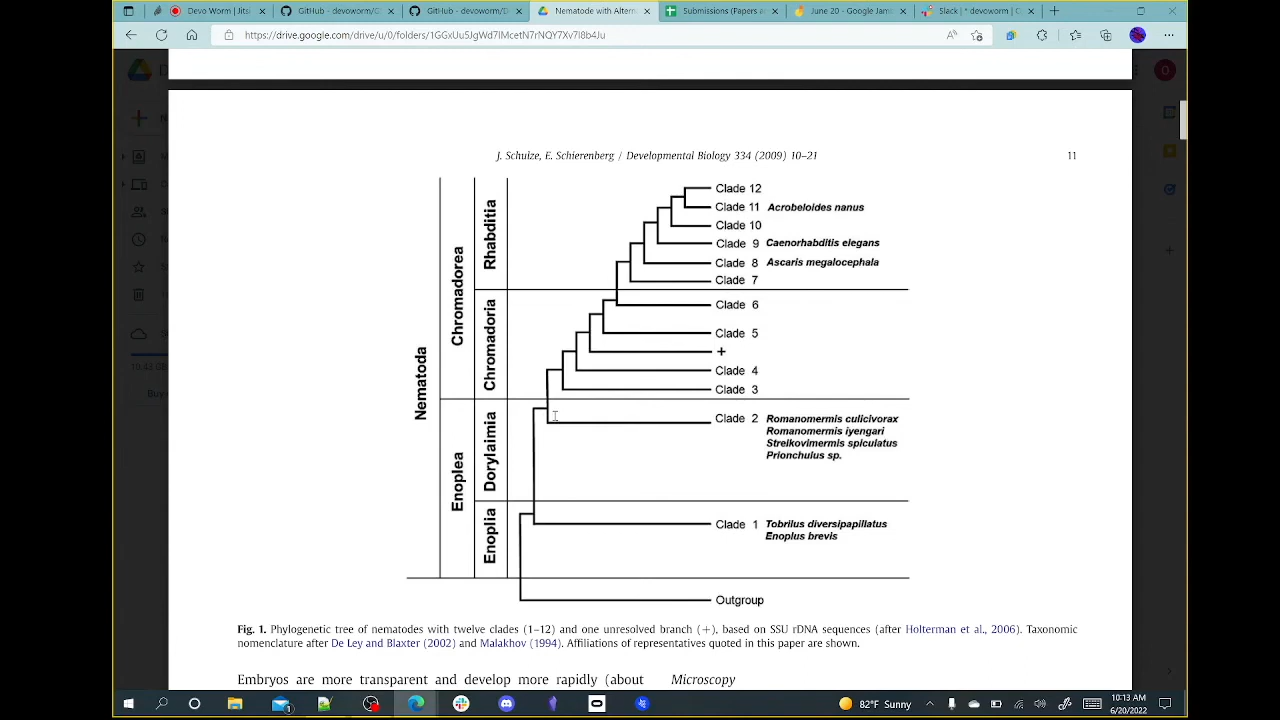 Devo Worm | Jits
GitHub - devoworm/C
GitHub - devoworm/D
Nematode with Altern
Submissions (Papers a
June 20 - Google Jam
Slack | * devoworm | C
https://drive.google.com/drive/u/0/folders/1GGxUu5JgWd7IMcetN7rNQY7Xv7I8b4Ju
J. Schulze, E. Schierenberg / Developmental Biology 334 (2009) 10–21
11
Nematoda
Chromadorea
Enoplea
Rhabditia
Chromadoria
Dorylaimia
Enoplia
Clade 12
Clade 11 Acrobeloides nanus
Clade 10
Clade 9 Caenorhabditis elegans
Clade 8 Ascaris megalocephala
Clade 7
Clade 6
Clade 5
+
Clade 4
Clade 3
Clade 2 Romanomermis culicivorax
Romanomermis iyengari
Strelkovimermis spiculatus
Prionchulus sp.
Clade 1 Tobrilus diversipapillatus
Enoplus brevis
Outgroup
Fig. 1. Phylogenetic tree of nematodes with twelve clades (1–12) and one unresolved branch (+), based on SSU rDNA sequences (after Holterman et al., 2006). Taxonomic
nomenclature after De Ley and Blaxter (2002) and Malakhov (1994). Affiliations of representatives quoted in this paper are shown.
Embryos are more transparent and develop more rapidly (about
Microscopy
82°F Sunny
10:13 AM
6/20/2022